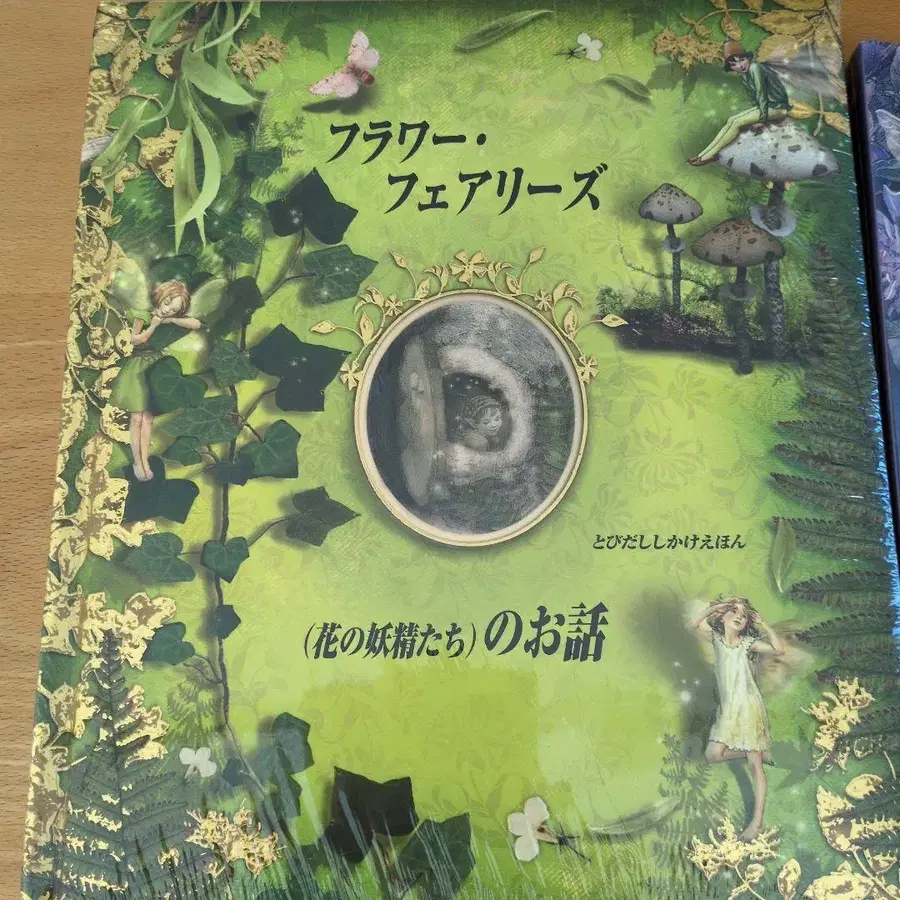 フラワー・
フェアリーズ
とびだししかけえほん
(花の妖精たち)のお話